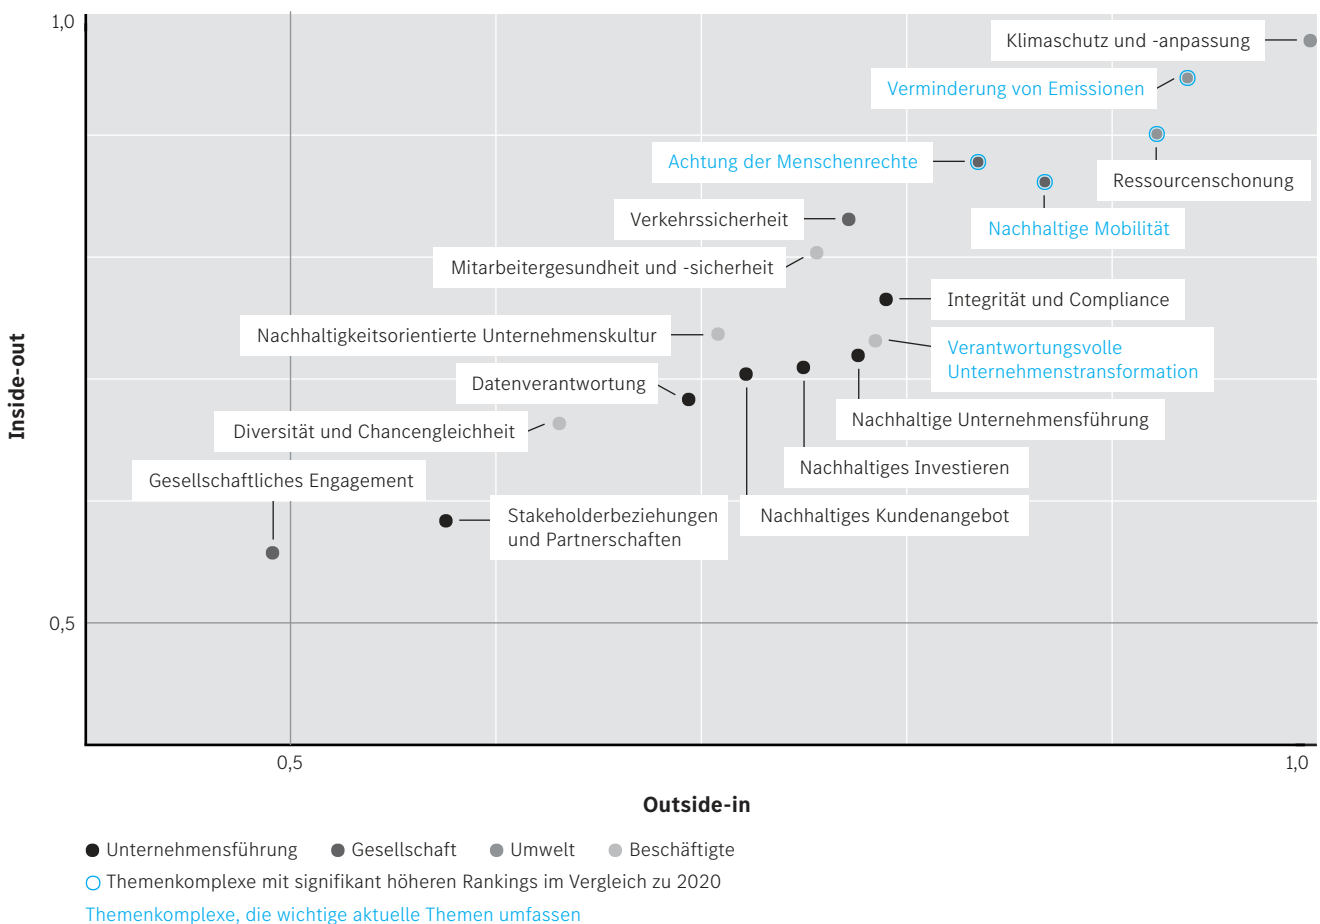 1,0
Klimaschutz und -anpassung
Verminderung von Emissionen
Achtung der Menschenrechte
Ressourcenschonung
Verkehrssicherheit
Nachhaltige Mobilität
Mitarbeitergesundheit und -sicherheit
Integrität und Compliance
Nachhaltigkeitsorientierte Unternehmenskultur
Verantwortungsvolle
Unternehmenstransformation
Datenverantwortung
Nachhaltige Unternehmensführung
Diversität und Chancengleichheit
Nachhaltiges Investieren
Gesellschaftliches Engagement
Stakeholderbeziehungen
und Partnerschaften
Nachhaltiges Kundenangebot
Inside-out
0,5
0,5
1,0
Outside-in
Unternehmensführung
Gesellschaft
Umwelt
Beschäftigte
Themenkomplexe mit signifikant höheren Rankings im Vergleich zu 2020
Themenkomplexe, die wichtige aktuelle Themen umfassen